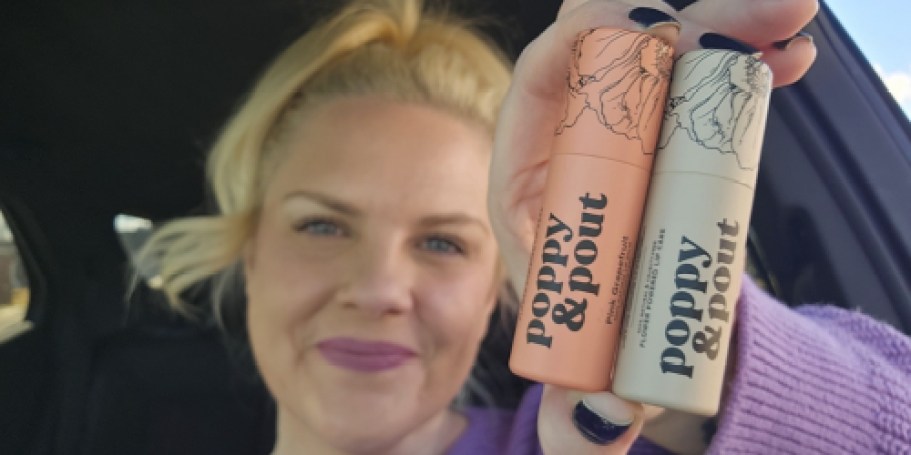 poppy
& pout
Pink Grapefruit
FLOWER POWERED LIP CARE
poppy
& pout